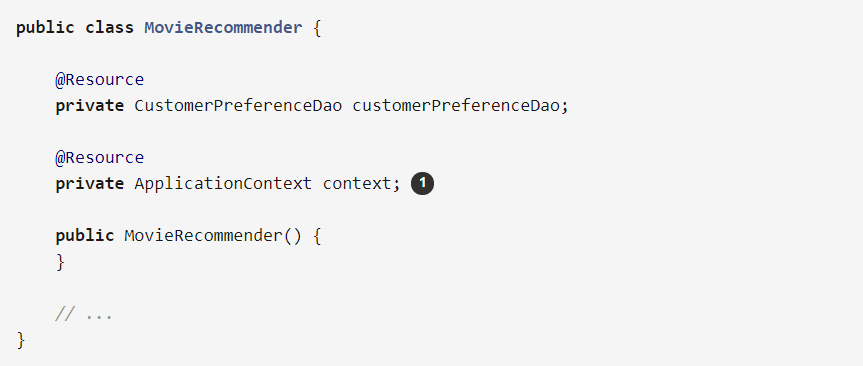 public class MovieRecommender {
@Resource
private CustomerPreferenceDao customerPreferenceDao;
@Resource
private ApplicationContext context; 1
public MovieRecommender() {
}
// ...
}